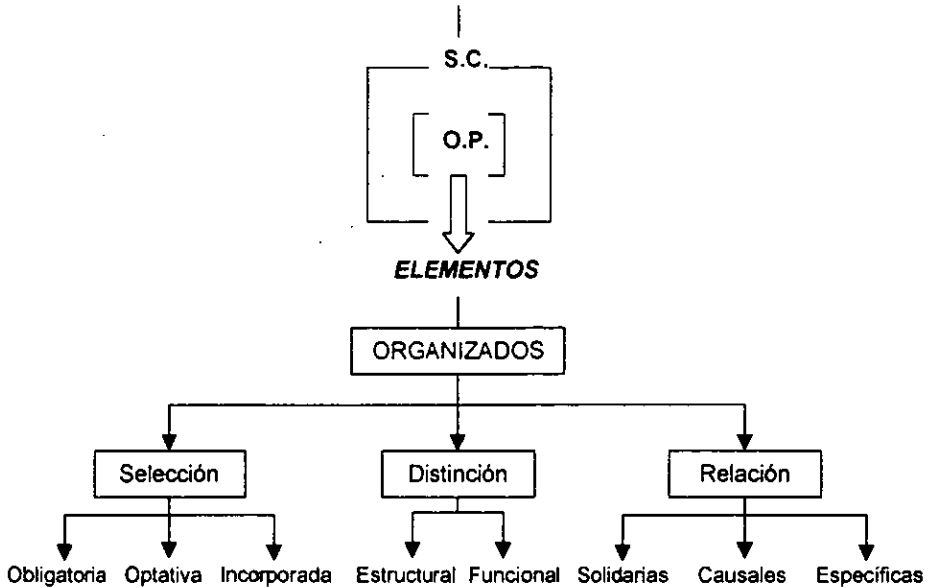 S.C.
O.P.
ELEMENTOS
ORGANIZADOS
Selección Distinción Relación
Obligatoria Optativa Incorporada Estructural Funcional Solidarias Causales Específicas